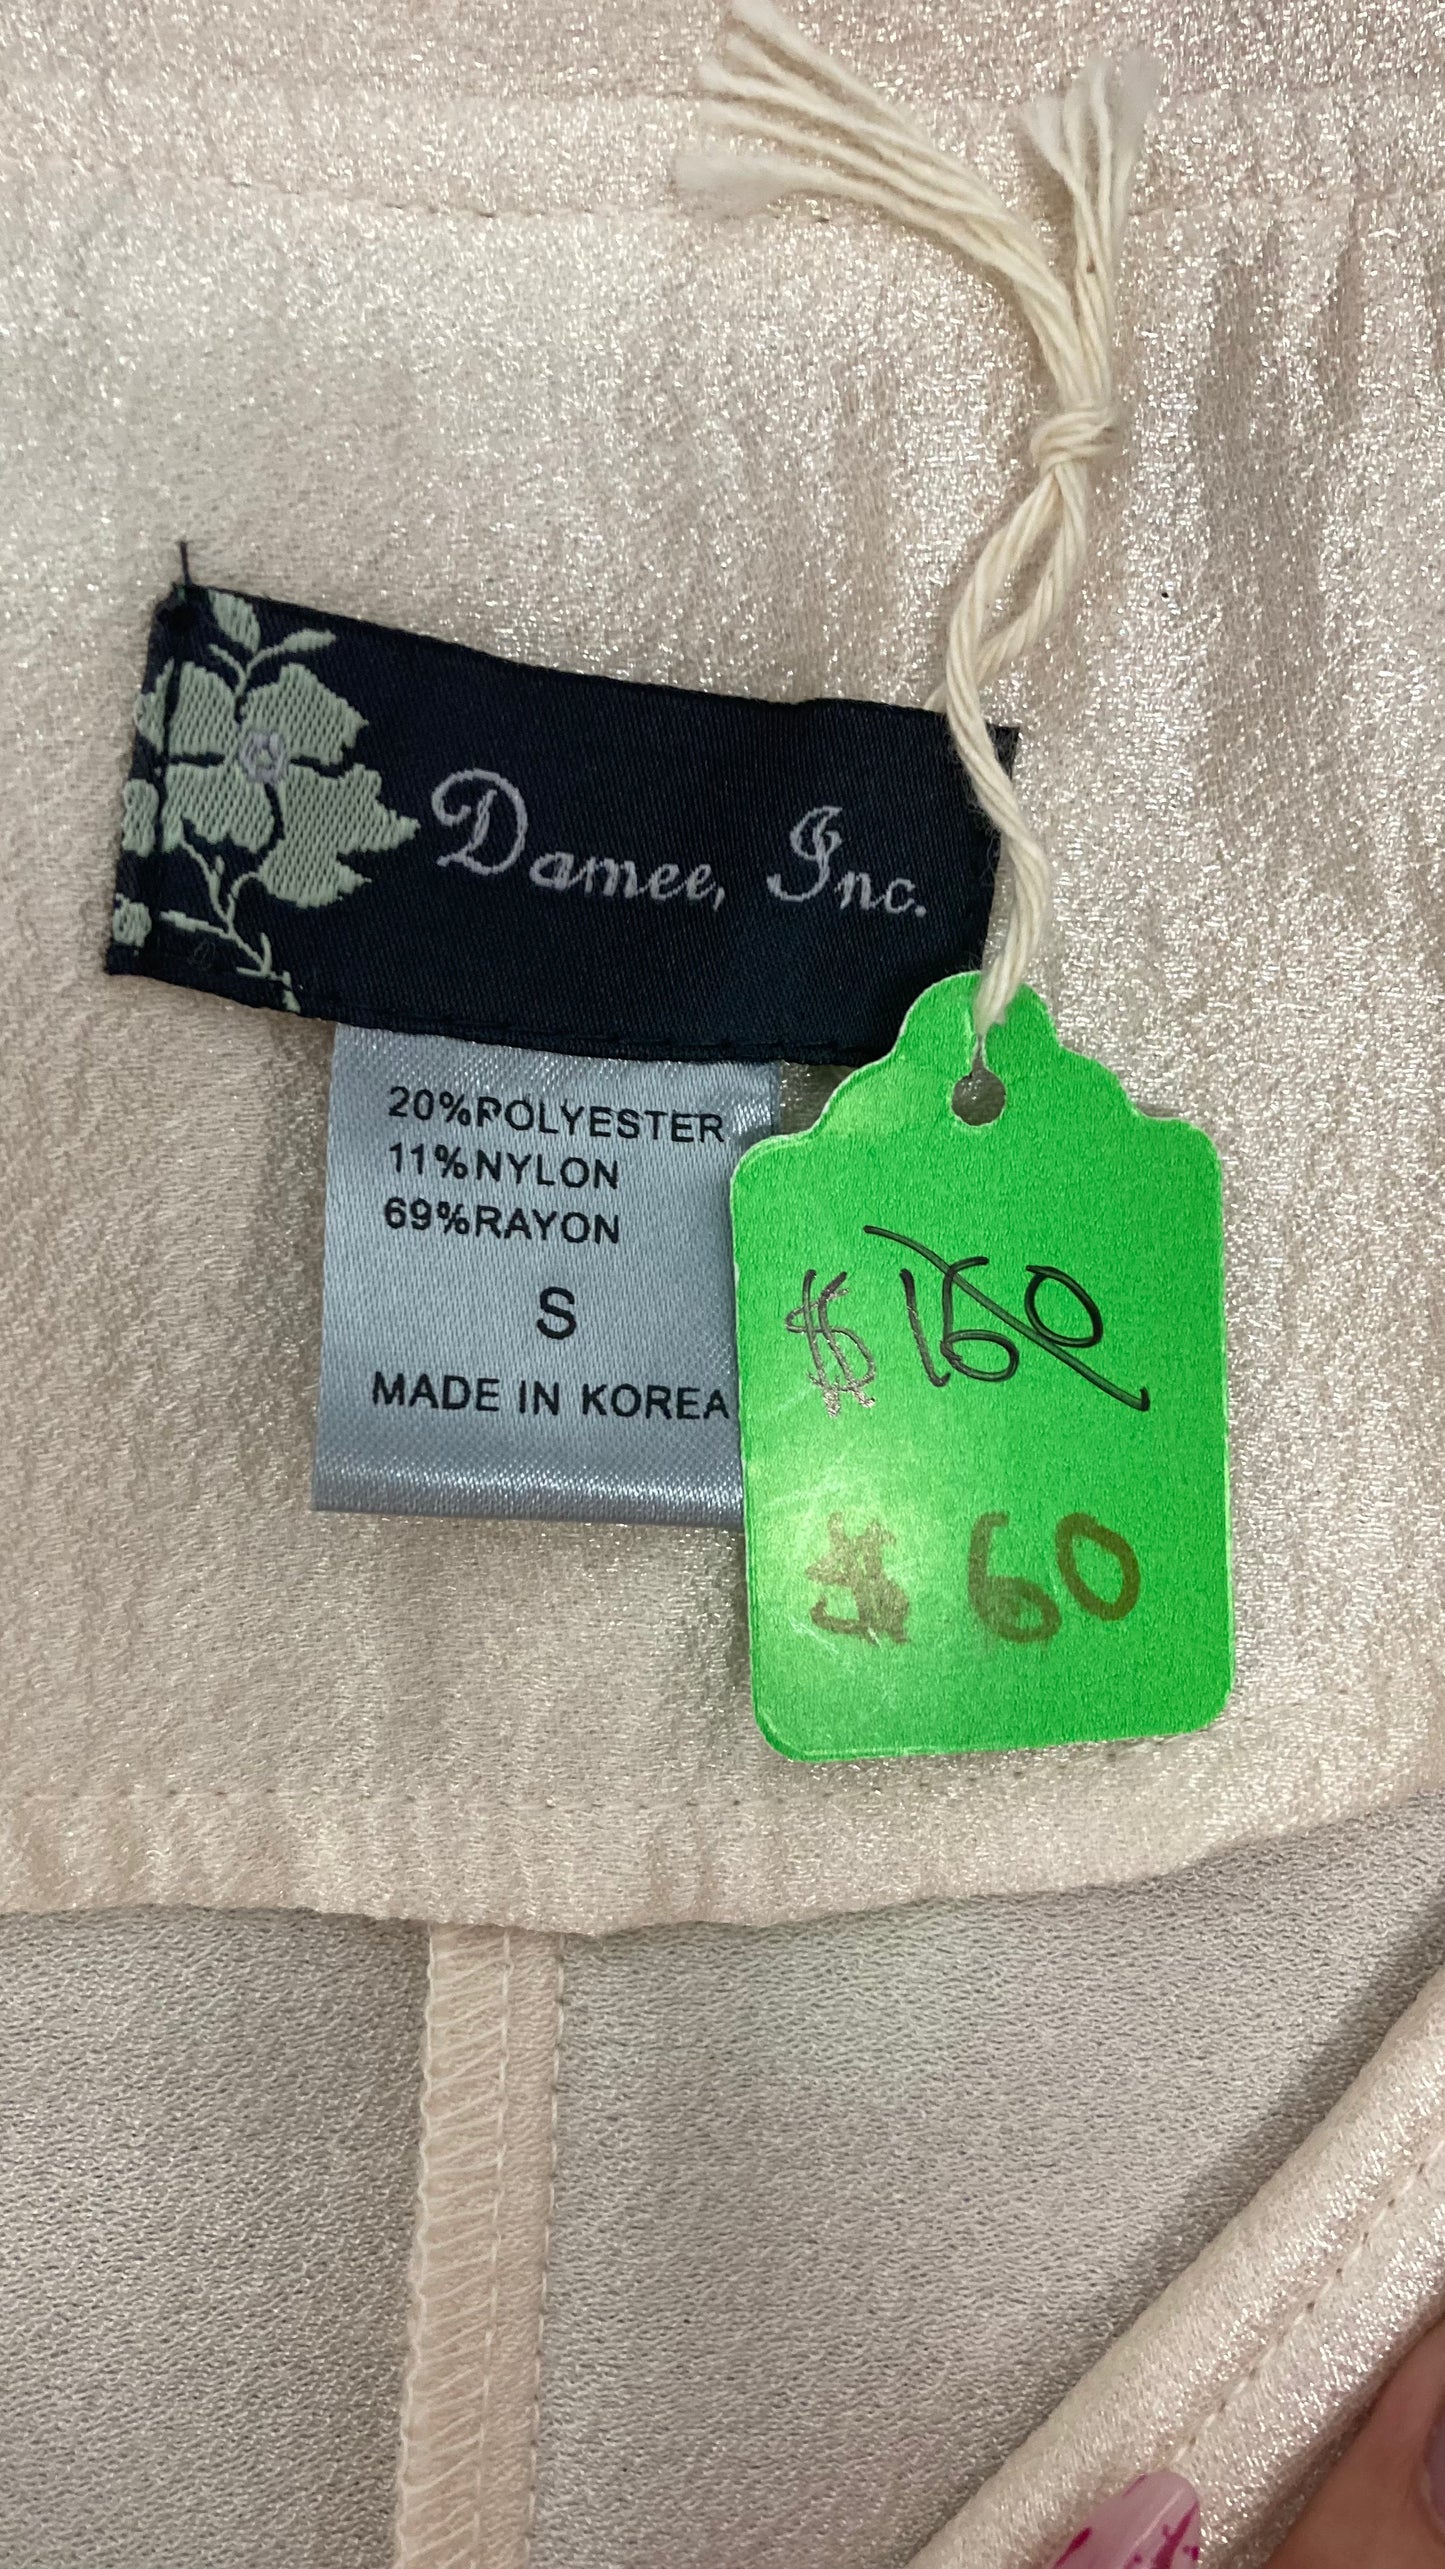 Damee, Inc.
20%POLYESTER
11%NYLON
69%RAYON
S
MADE IN KOREA
$160
$60